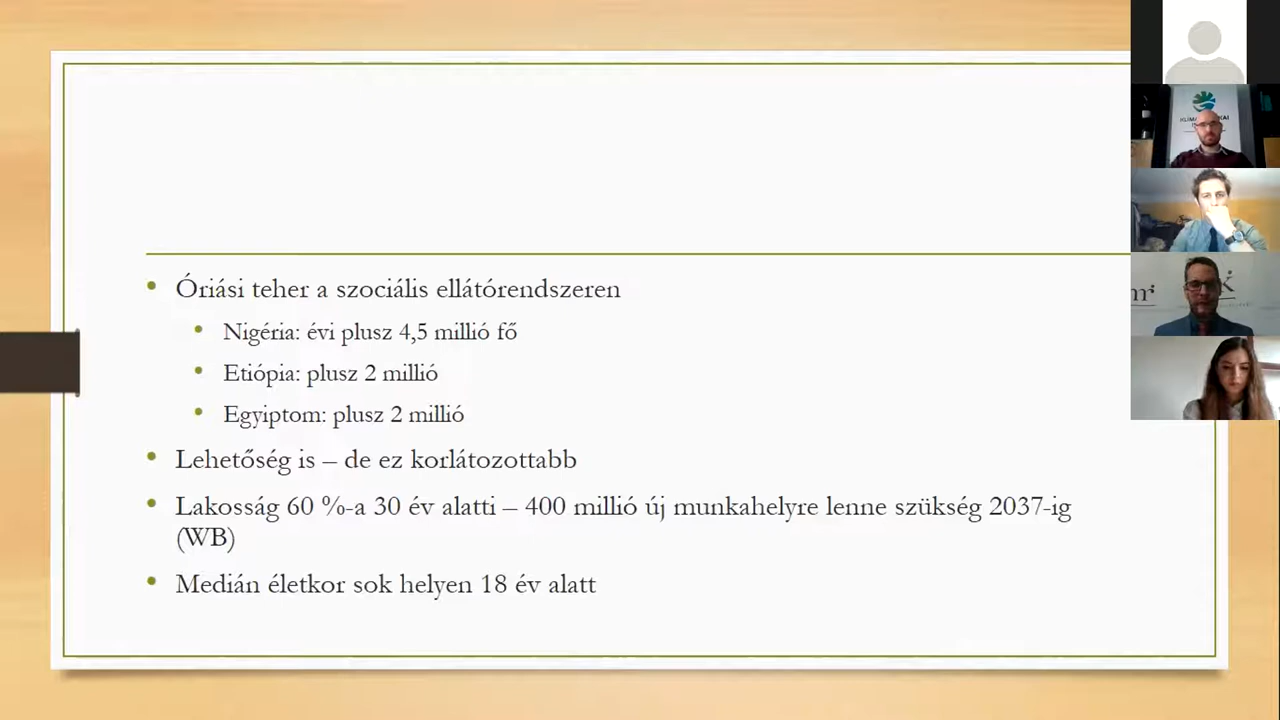 Óriási teher a szociális ellátórendszeren
Nigéria: évi plusz 4,5 millió fő
Etiópia: plusz 2 millió
Egyiptom: plusz 2 millió
Lehetőség is – de ez korlátozottabb
Lakosság 60 %-a 30 év alatti – 400 millió új munkahelyre lenne szükség 2037-ig
(WB)
Medián életkor sok helyen 18 év alatt